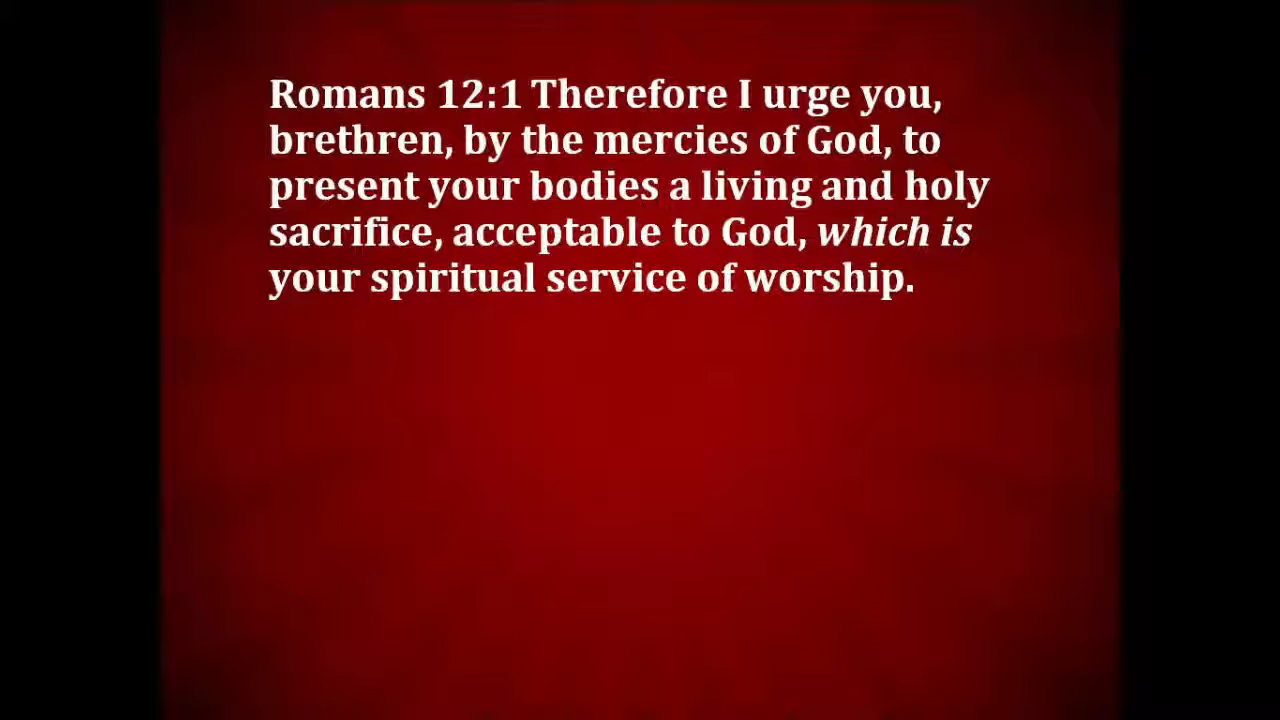 Romans 12:1 Therefore I urge you,
brethren, by the mercies of God, to
present your bodies a living and holy
sacrifice, acceptable to God, which is
your spiritual service of worship.